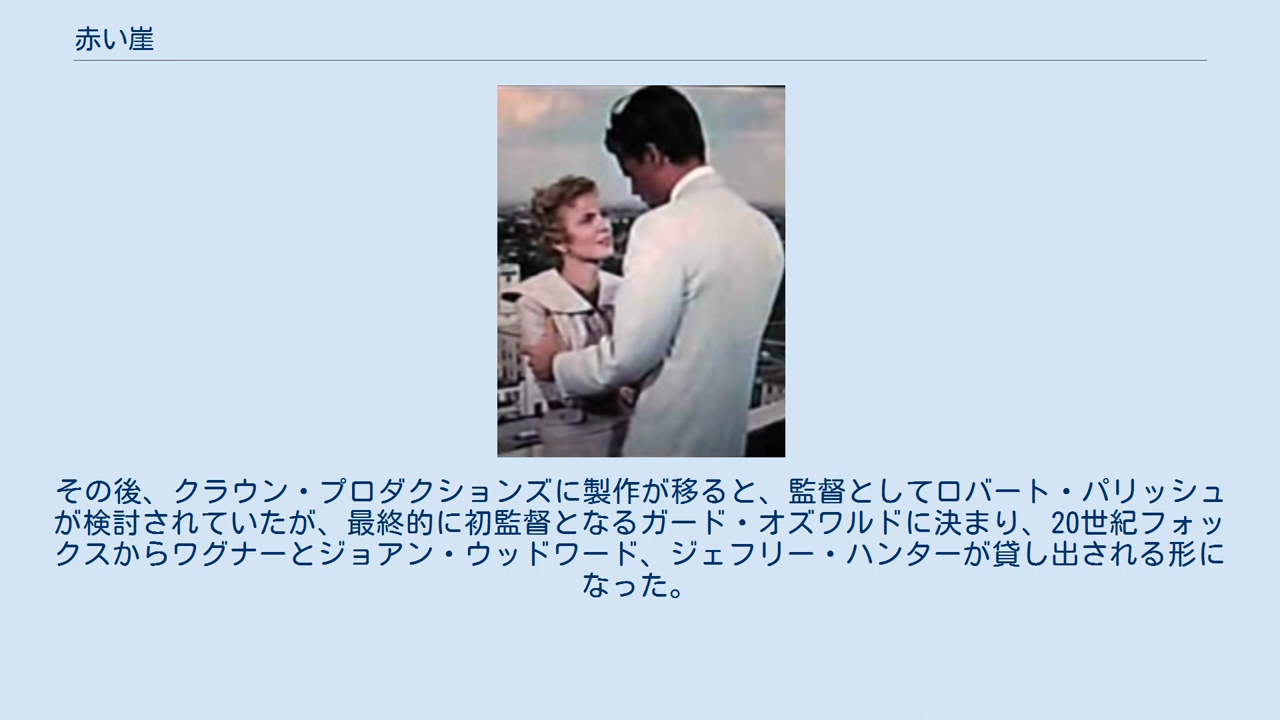 赤い崖
その後、クラウン・プロダクションズに製作が移ると、監督としてロバート・パリッシュ
が検討されていたが、最終的に初監督となるガード・オズワルドに決まり、20世紀フォッ
クスからワグナーとジョアン・ウッドワード、ジェフリー・ハンターが貸し出される形に
なった。